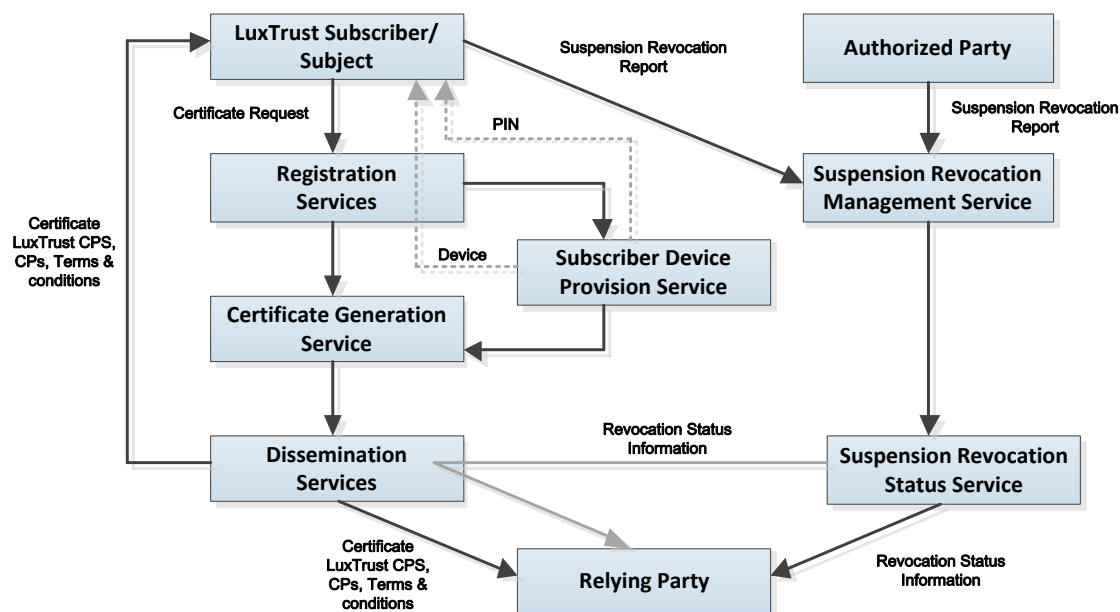 LuxTrust Subscriber/
Subject
Suspension Revocation
Report
Authorized Party
Certificate Request
PIN
Suspension Revocation
Report
Registration
Services
Suspension Revocation
Management Service
Certificate
LuxTrust CPS,
CPs, Terms &
conditions
Device
Subscriber Device
Provision Service
Certificate Generation
Service
Dissemination
Services
Revocation Status
Information
Suspension Revocation
Status Service
Certificate
LuxTrust CPS,
CPs, Terms &
conditions
Relying Party
Revocation Status
Information